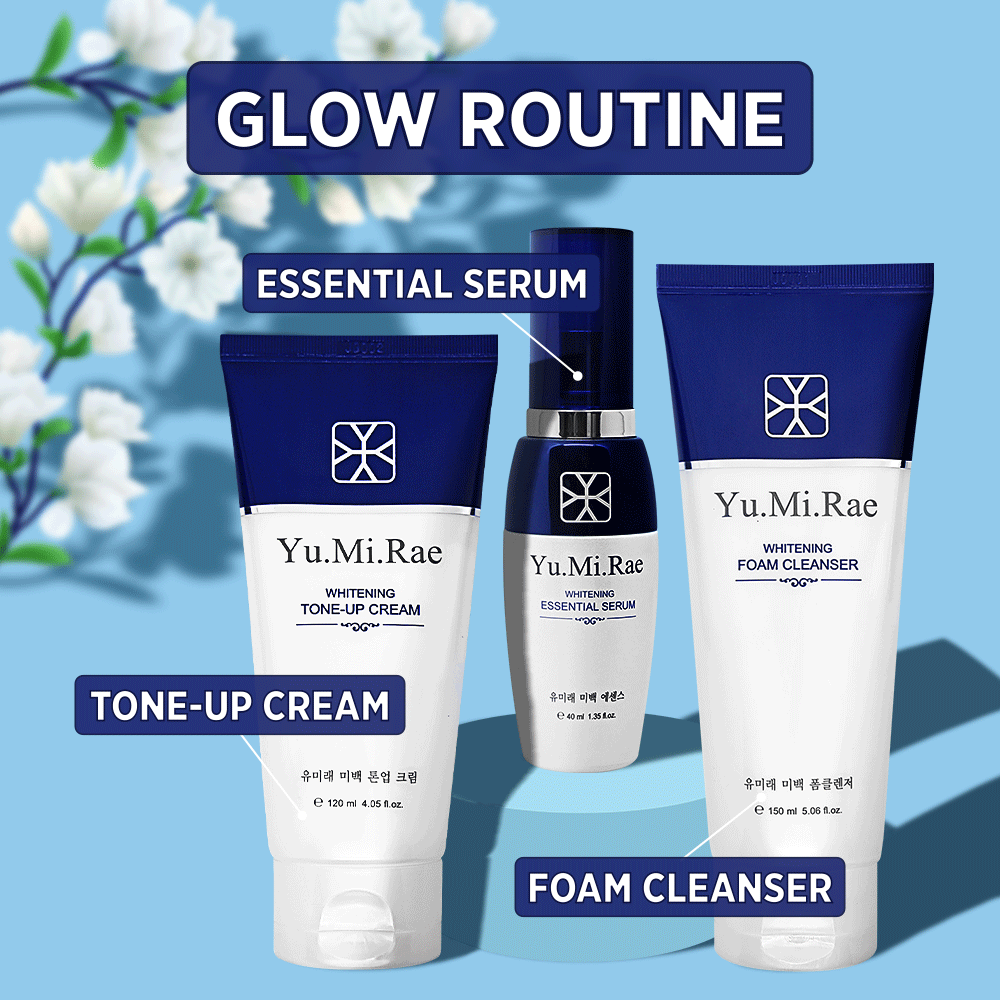 GLOW ROUTINE
ESSENTIAL SERUM
Yu.Mi.Rae
WHITENING
TONE-UP CREAM
TONE-UP CREAM
유미래 미백 톤업 크림
℮ 120 ml 4.05 fl.oz.
Yu.Mi.Rae
WHITENING
ESSENTIAL SERUM
유미래 미백 에센스
℮ 40 ml 1.35 fl.oz.
Yu.Mi.Rae
WHITENING
FOAM CLEANSER
유미래 미백 폼클렌저
℮ 150 ml 5.06 fl.oz.
FOAM CLEANSER